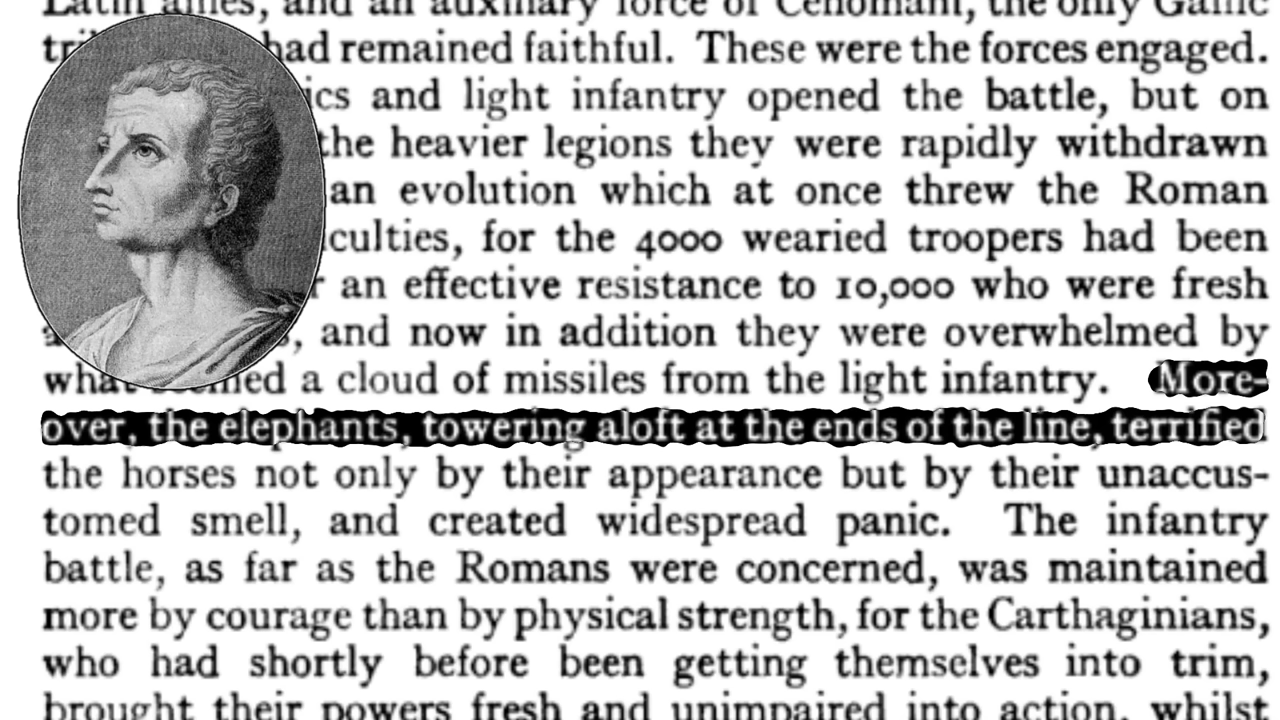 Latin allies, and an auxiliary force of Cenomani, the only Gallic
had remained faithful. These were the forces engaged.
and light infantry opened the battle, but on
the heavier legions they were rapidly withdrawn
an evolution which at once threw the Roman
culties, for the 4000 wearied troopers had been
an effective resistance to 10,000 who were fresh
, and now in addition they were overwhelmed by
what a cloud of missiles from the light infantry. More-
over, the elephants, towering aloft at the ends of the line, terrified
the horses not only by their appearance but by their unaccus-
tomed smell, and created widespread panic. The infantry
battle, as far as the Romans were concerned, was maintained
more by courage than by physical strength, for the Carthaginians,
who had shortly before been getting themselves into trim,
brought their powers fresh and unimpaired into action, whilst